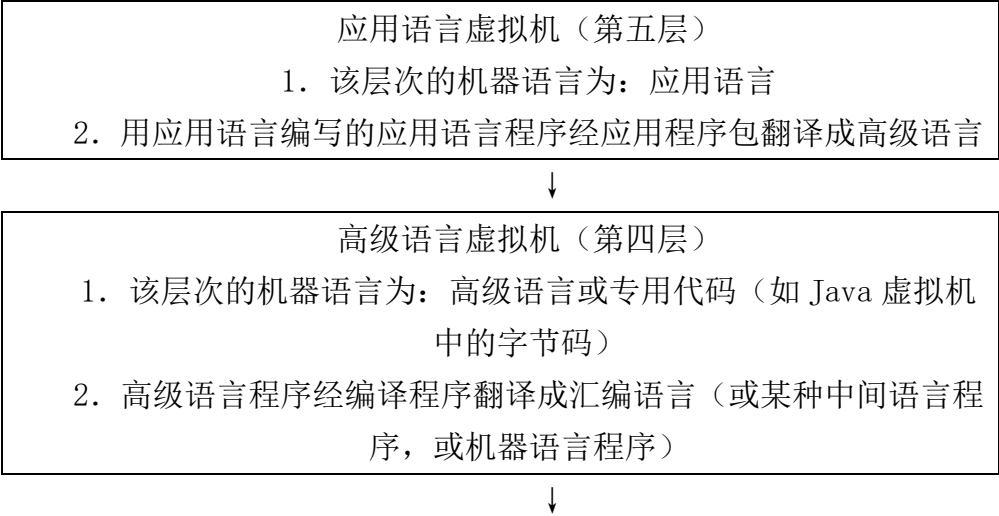 应用语言虚拟机（第五层）
1．该层次的机器语言为：应用语言
2．用应用语言编写的应用语言程序经应用程序包翻译成高级语言
↓
高级语言虚拟机（第四层）
1．该层次的机器语言为：高级语言或专用代码（如 Java 虚拟机
中的字节码）
2．高级语言程序经编译程序翻译成汇编语言（或某种中间语言程
序，或机器语言程序）
↓